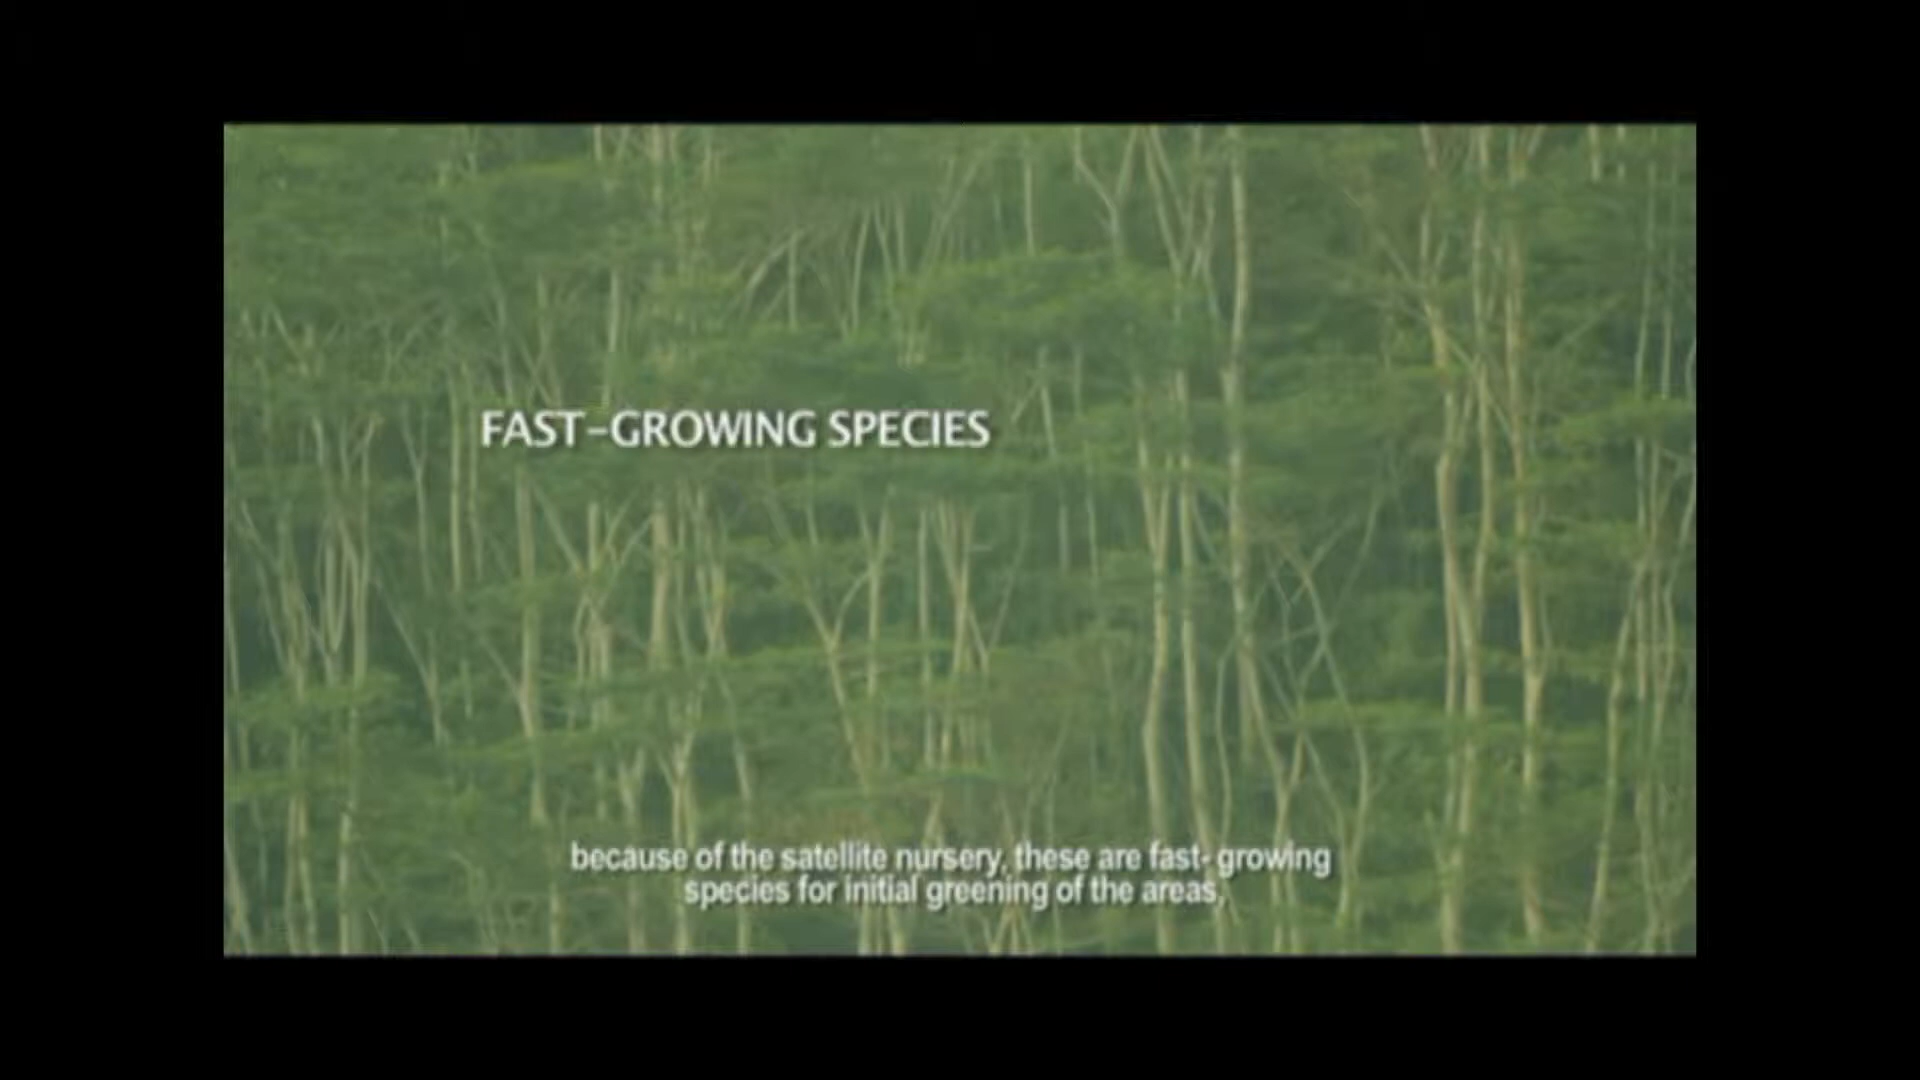 FAST-GROWING SPECIES
because of the satellite nursery, these are fast- growing
species for initial greening of the areas,